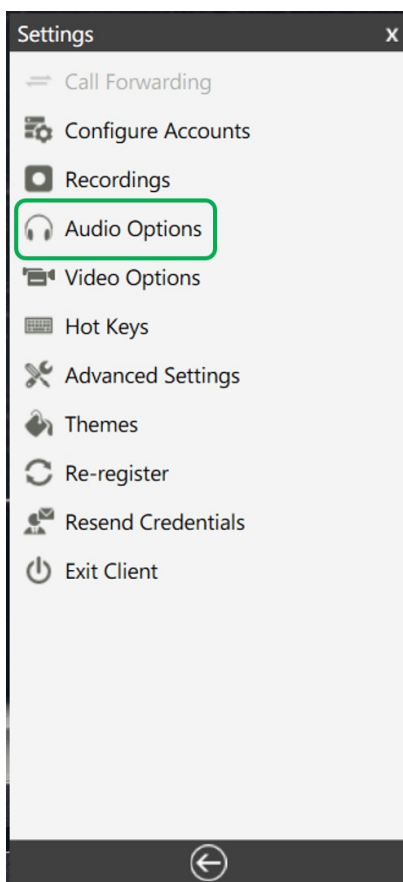 Settings X
Call Forwarding
Configure Accounts
Recordings
Audio Options
Video Options
Hot Keys
Advanced Settings
Themes
Re-register
Resend Credentials
Exit Client